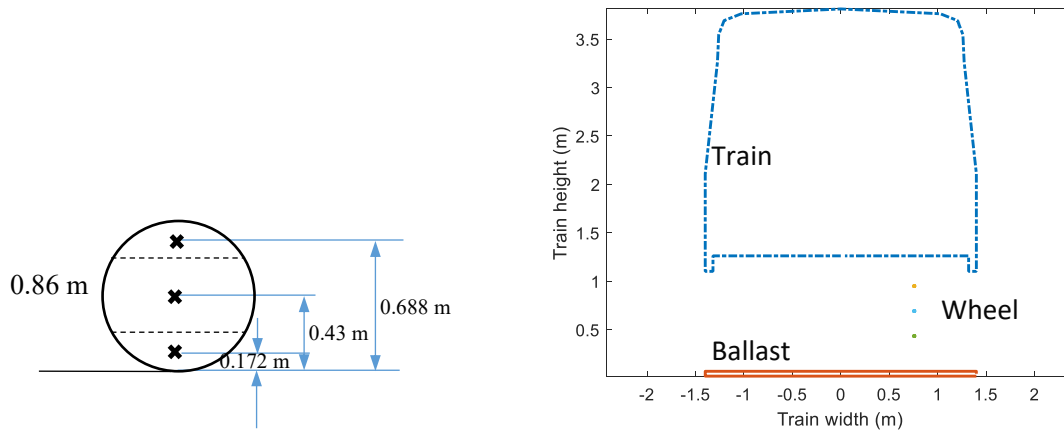 0.86 m
0.688 m
0.43 m
0.172 m
Train height (m)
3.5
3
2.5
2
1.5
1
0.5
Train
Wheel
Ballast
-2
-1.5
-1
-0.5
0
0.5
1
1.5
2
Train width (m)